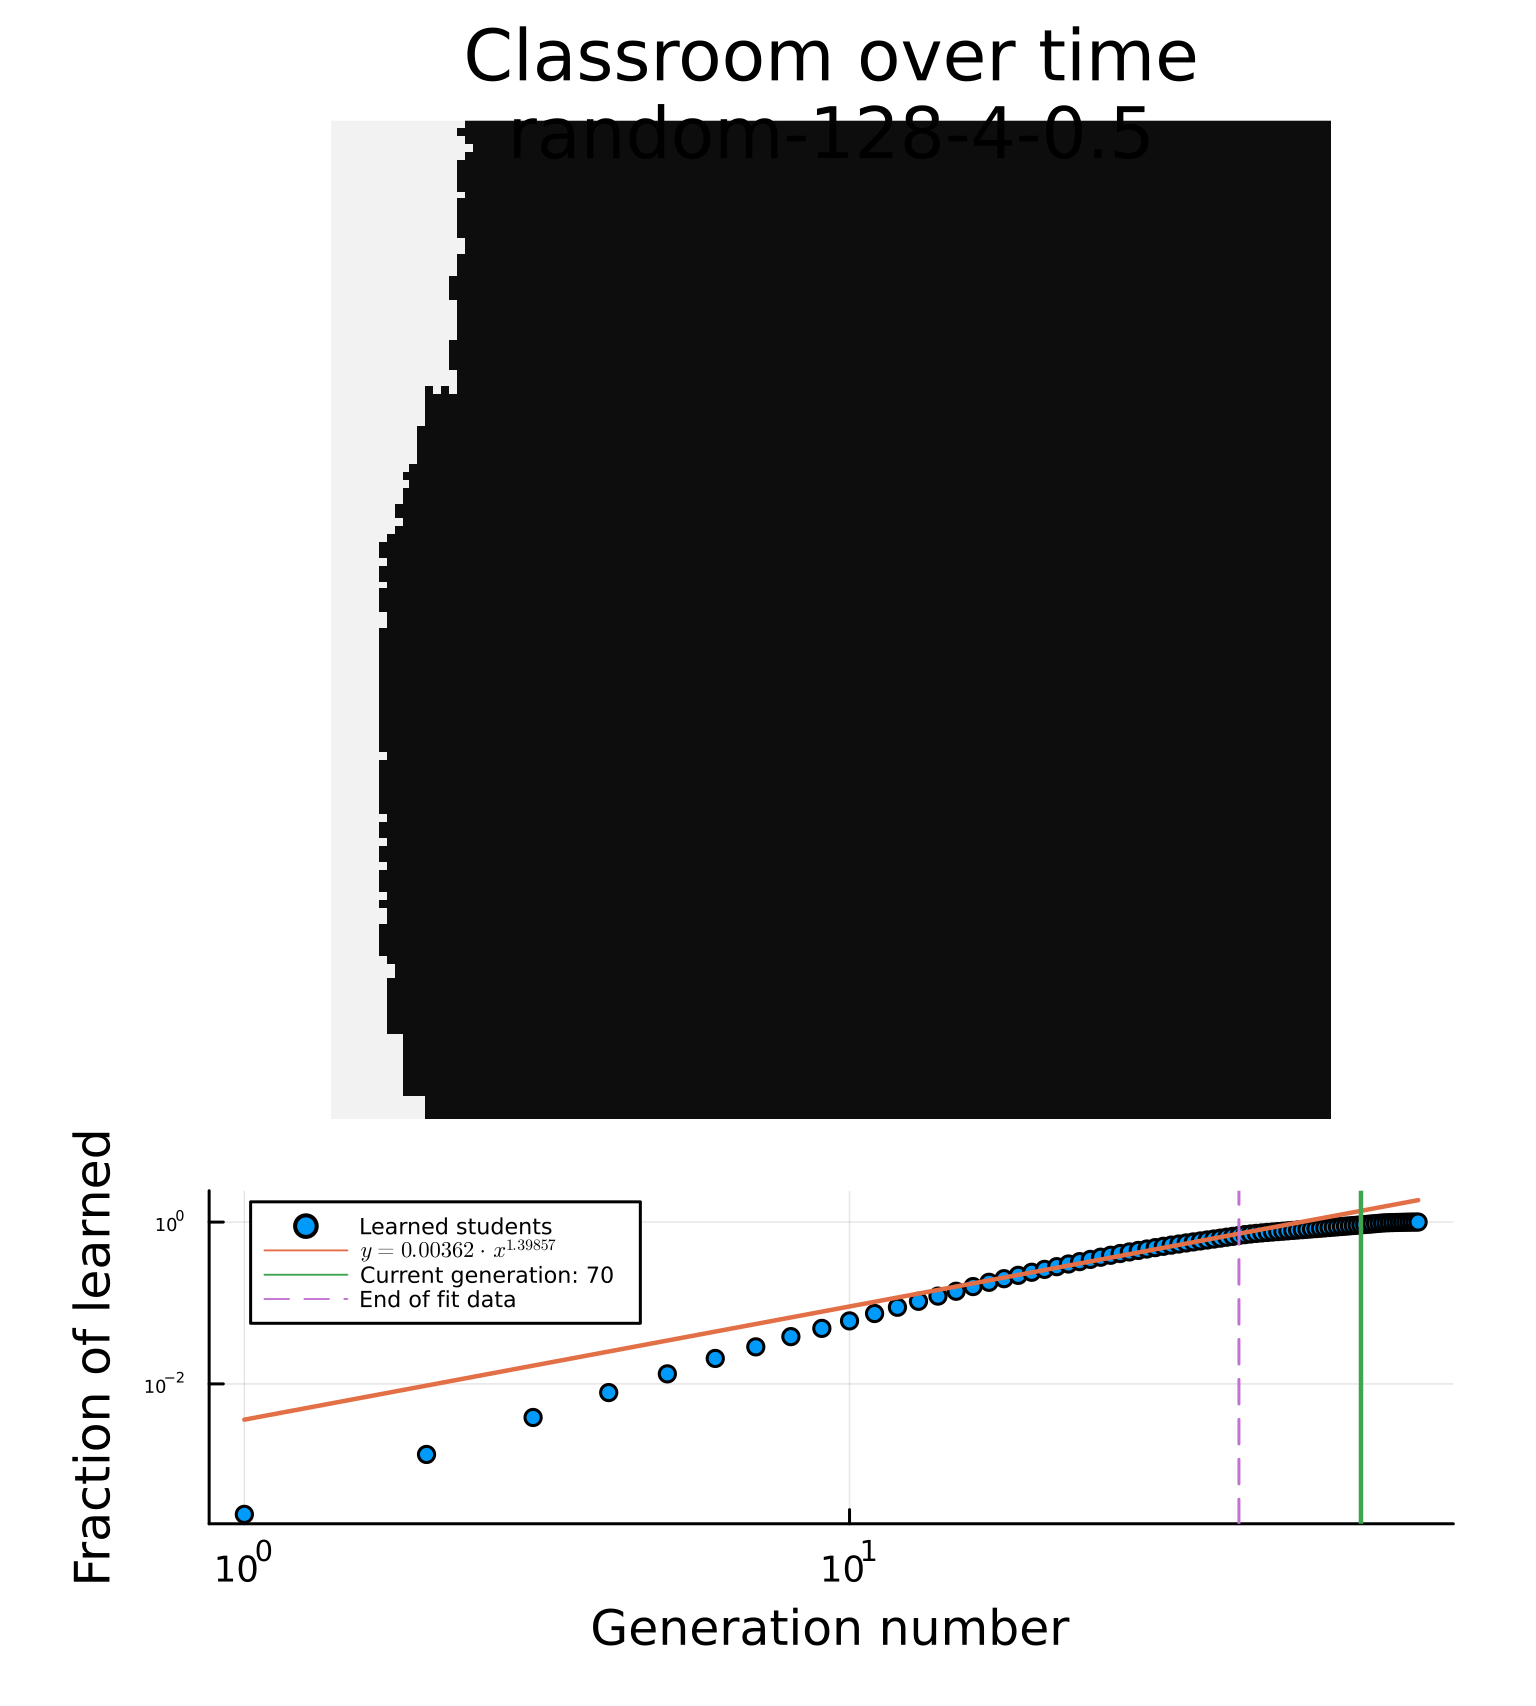 Classroom over time
random-128-4-0.5
Fraction of learned
10⁰
10⁻²
Learned students
y = 0.00362 · x^1.39857
Current generation: 70
End of fit data
10⁰
10¹
Generation number